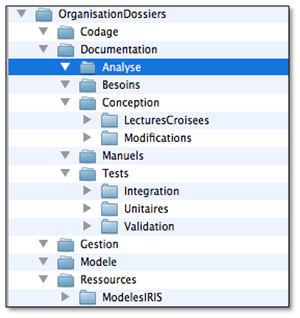 OrganisationDossiers
Codage
Documentation
Analyse
Besoins
Conception
LecturesCroisees
Modifications
Manuels
Tests
Integration
Unitaires
Validation
Gestion
Modele
Ressources
ModelesIRIS